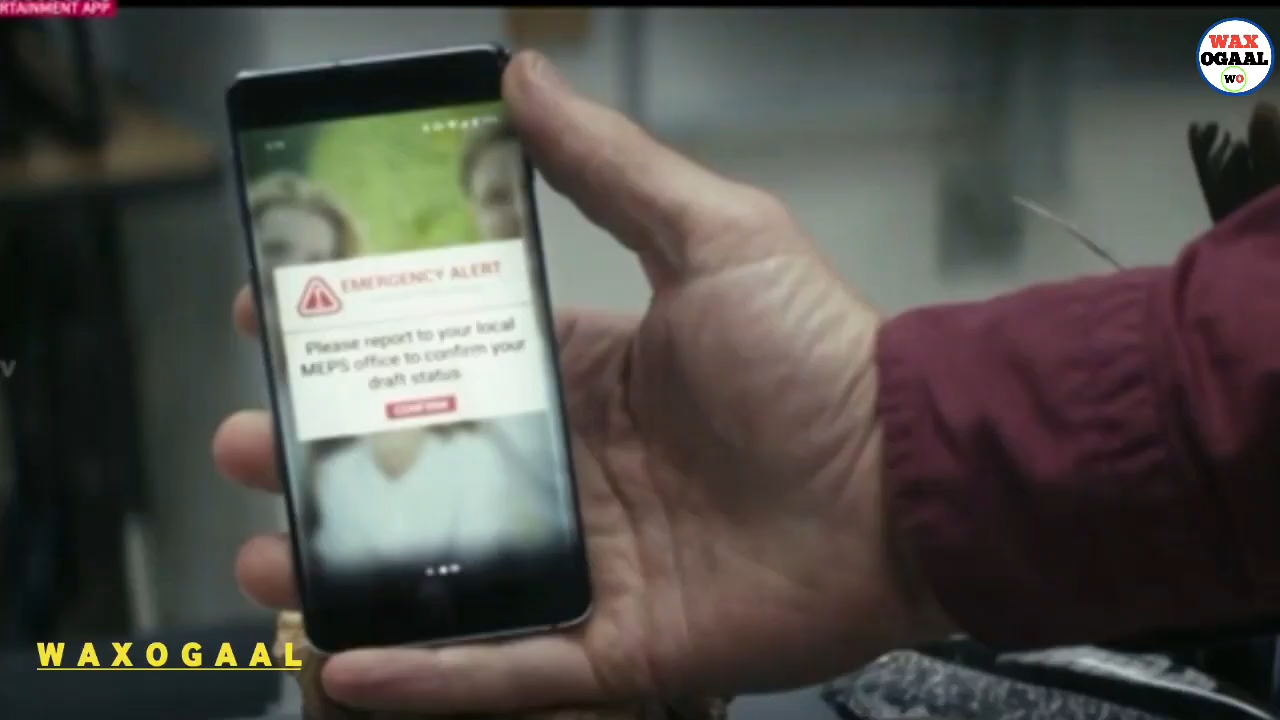 RTAINMENT APP
WAX
OGAAL
WO
EMERGENCY ALERT
Please report to your local
MEPS office to confirm your
draft status.
V
WAXOGAAL